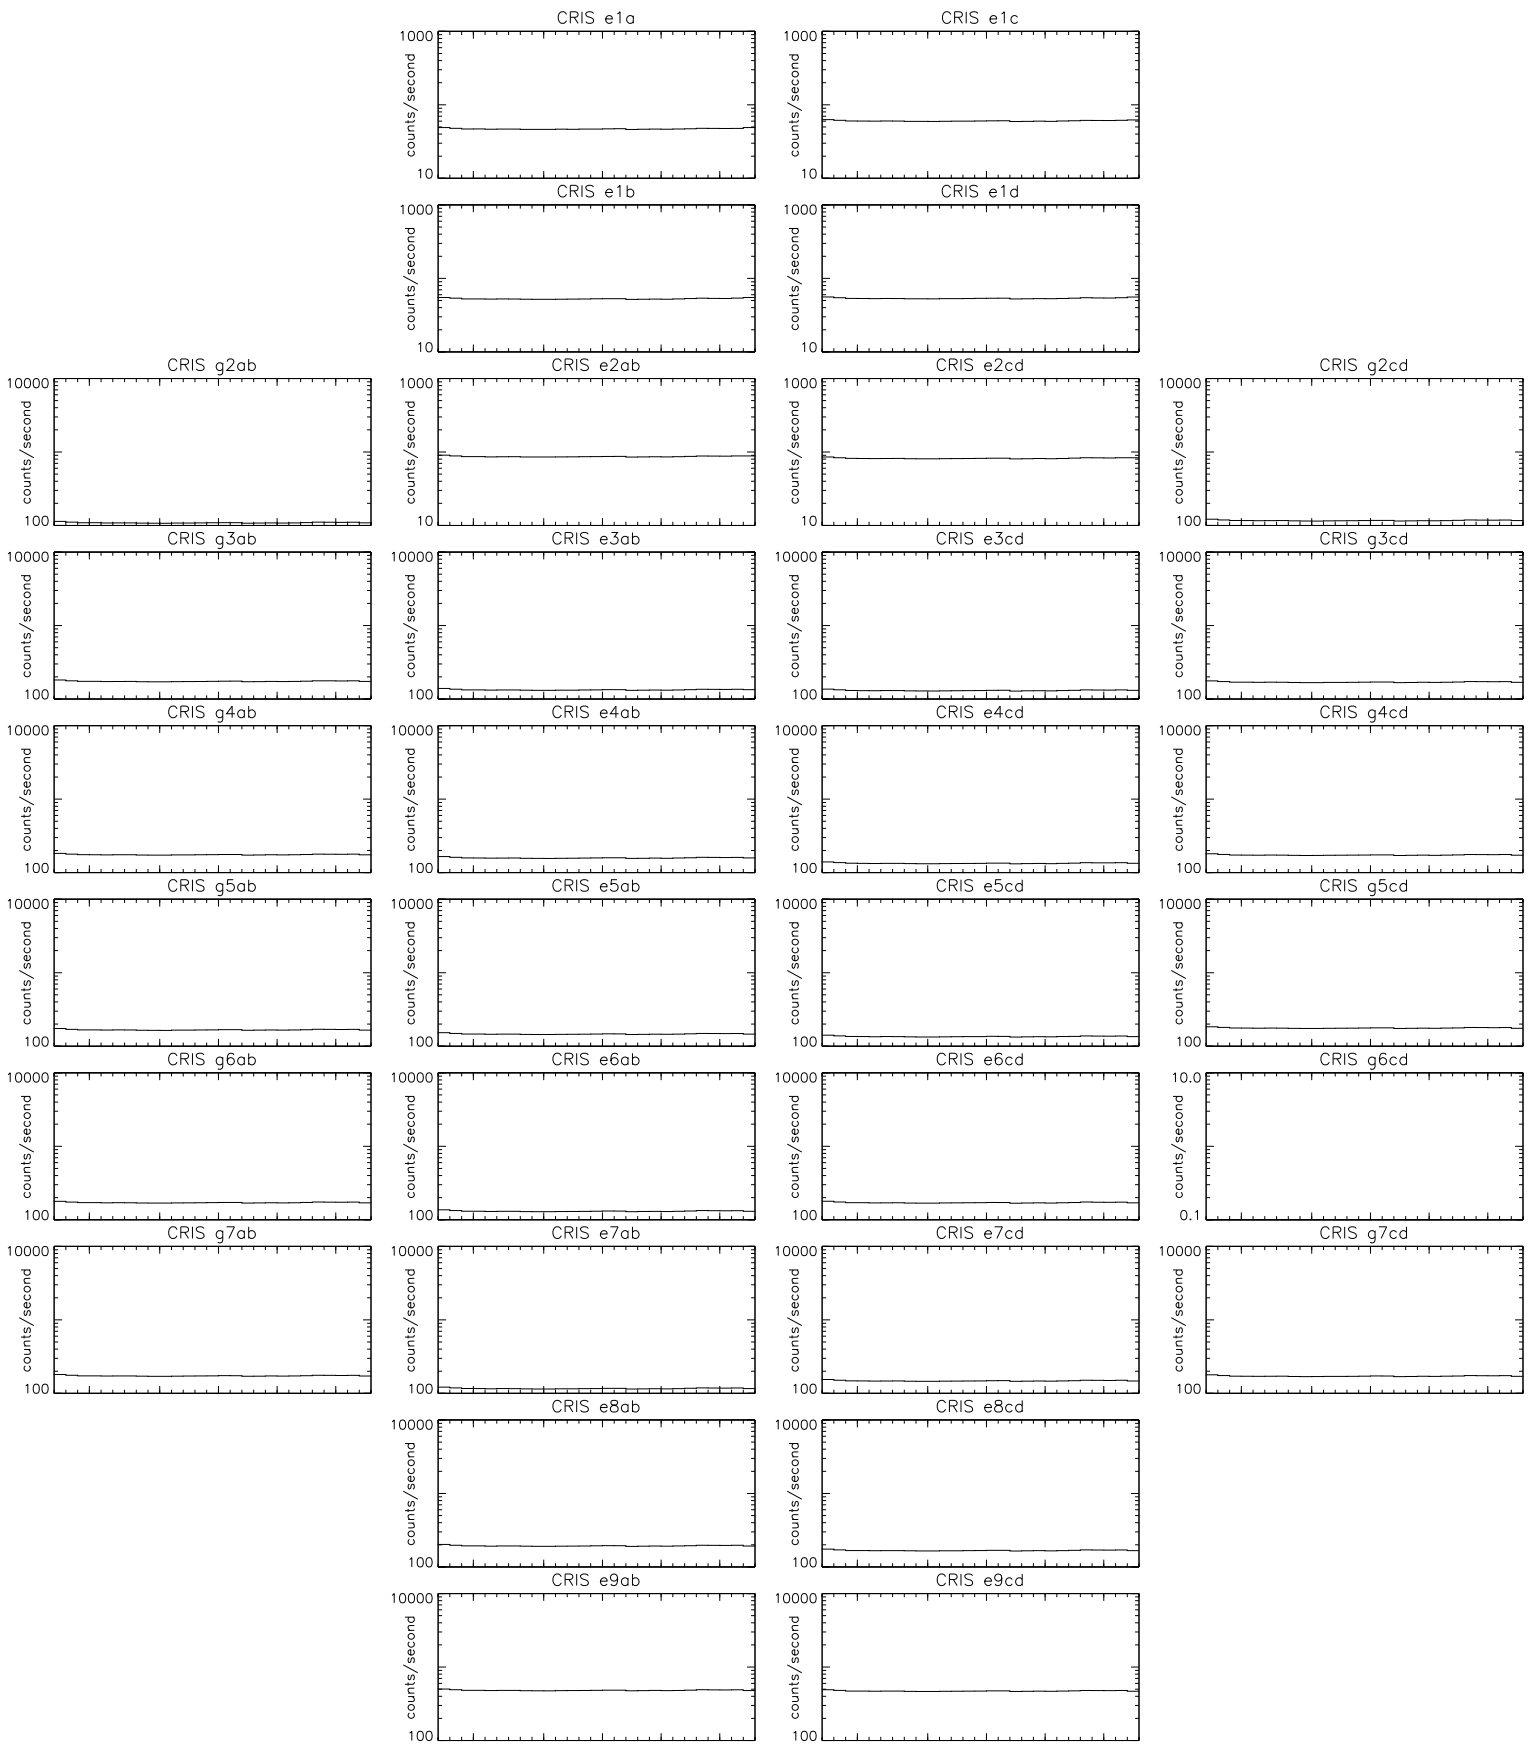 CRIS e1a
CRIS e1c
1000
counts/second
10
1000
counts/second
10
CRIS e1b
CRIS e1d
1000
counts/second
10
1000
counts/second
10
CRIS g2ab
CRIS e2ab
CRIS e2cd
CRIS g2cd
10000
counts/second
100
1000
counts/second
10
1000
counts/second
10
10000
counts/second
100
CRIS g3ab
CRIS e3ab
CRIS e3cd
CRIS g3cd
10000
counts/second
100
10000
counts/second
100
10000
counts/second
100
10000
counts/second
100
CRIS g4ab
CRIS e4ab
CRIS e4cd
CRIS g4cd
10000
counts/second
100
10000
counts/second
100
10000
counts/second
100
10000
counts/second
100
CRIS g5ab
CRIS e5ab
CRIS e5cd
CRIS g5cd
10000
counts/second
100
10000
counts/second
100
10000
counts/second
100
10000
counts/second
100
CRIS g6ab
CRIS e6ab
CRIS e6cd
CRIS g6cd
10000
counts/second
100
10000
counts/second
100
10000
counts/second
100
10.0
counts/second
0.1
CRIS g7ab
CRIS e7ab
CRIS e7cd
CRIS g7cd
10000
counts/second
100
10000
counts/second
100
10000
counts/second
100
10000
counts/second
100
CRIS e8ab
CRIS e8cd
10000
counts/second
100
10000
counts/second
100
CRIS e9ab
CRIS e9cd
10000
counts/second
100
10000
counts/second
100